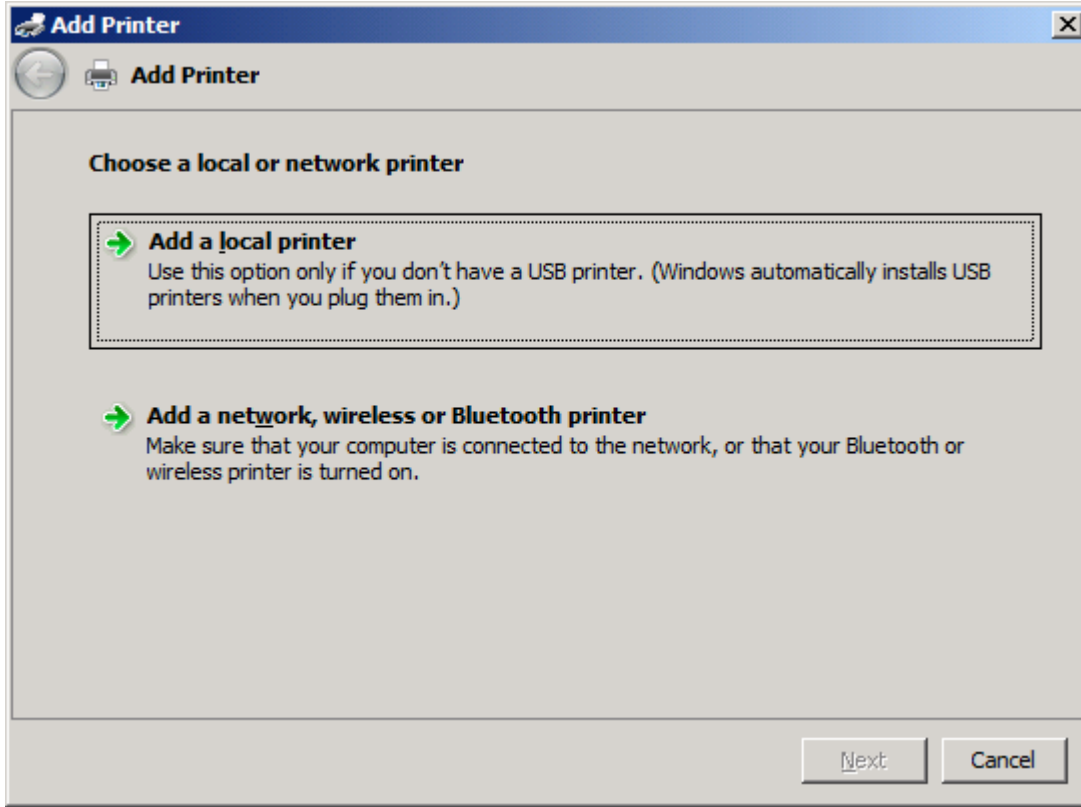 Add Printer
Add Printer
Choose a local or network printer
Add a local printer
Use this option only if you don't have a USB printer. (Windows automatically installs USB
printers when you plug them in.)
Add a network, wireless or Bluetooth printer
Make sure that your computer is connected to the network, or that your Bluetooth or
wireless printer is turned on.
Next
Cancel